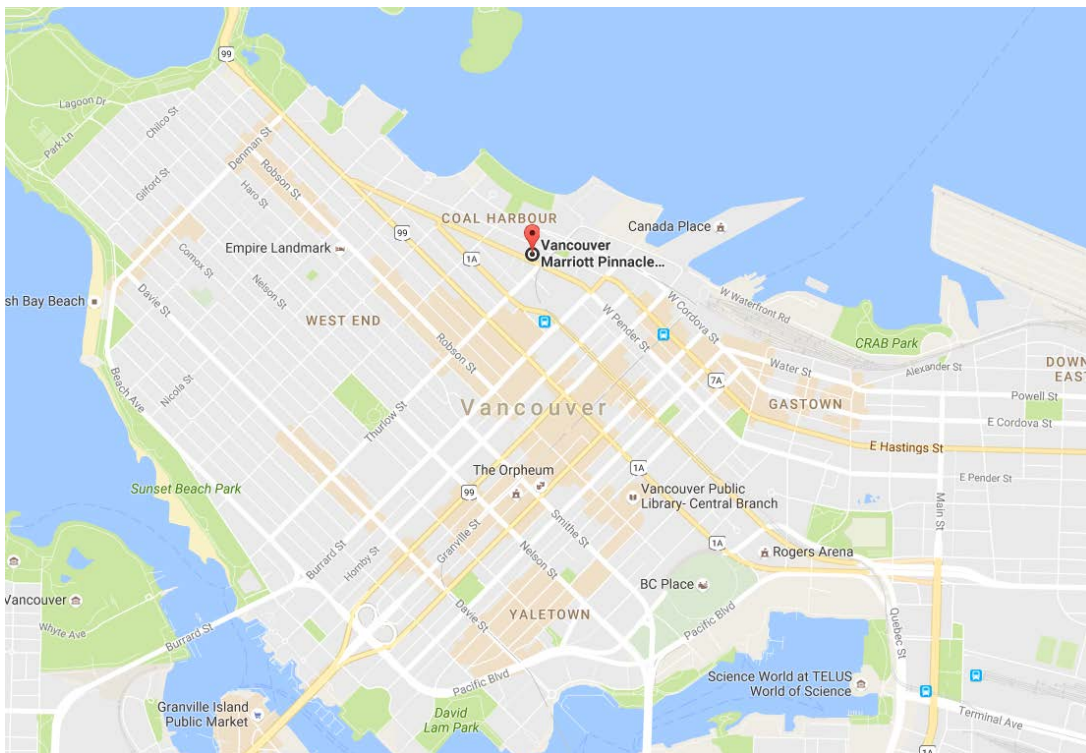 99
Lagoon Dr
Park Ln
Chilco St
Denman St
Gilford St
Robson St
Haro St
COAL HARBOUR
Canada Place
99
Vancouver
Marriott Pinnacle...
Empire Landmark
1A
Comox St
Nelson St
Davie St
sh Bay Beach
W Waterfront Rd
W Cordova St
W Pender St
WEST END
Robson St
CRAB Park
Alexander St
DOWN
EAST
Water St
Beach Ave
Nicola St
7A
Powell St
Thurlow St
Vancouver
GASTOWN
E Cordova St
E Hastings St
The Orpheum
1A
E Pender St
Sunset Beach Park
99
Vancouver Public
Library- Central Branch
Main St
Granville St
Smithe St
Burrard St
Hornby St
Nelson St
1A
Rogers Arena
BC Place
Vancouver
Davie St
YALETOWN
Pacific Blvd
Whyte Ave
Burrard St
Quebec St
Pacific Blvd
Science World at TELUS
World of Science
Granville Island
Public Market
David
Lam Park
Terminal Ave
1A